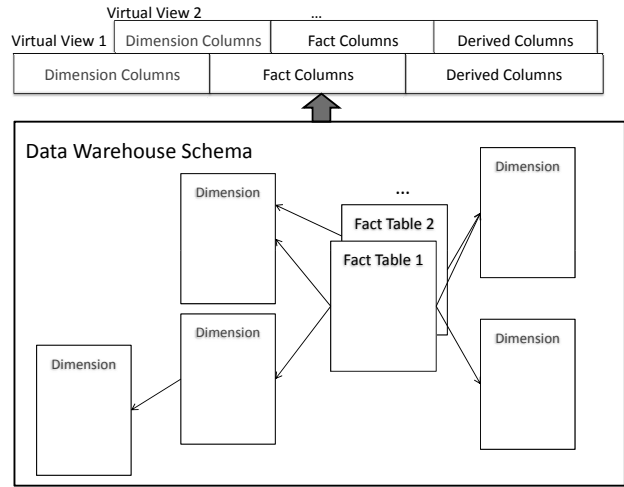 Virtual View 2 ...
Virtual View 1 Dimension Columns Fact Columns Derived Columns
Dimension Columns Fact Columns Derived Columns
Data Warehouse Schema
Dimension
Dimension
...
Fact Table 2
Fact Table 1
Dimension
Dimension
Dimension